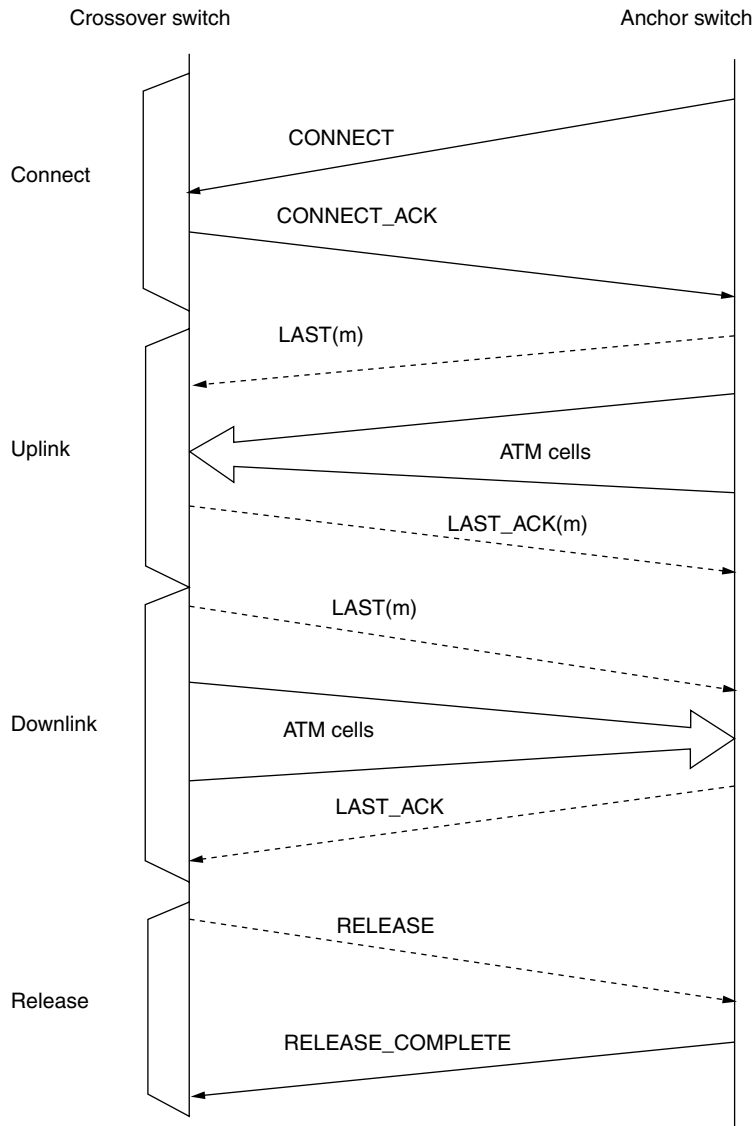 Crossover switch
Anchor switch
CONNECT
Connect
CONNECT_ACK
LAST(m)
Uplink
ATM cells
LAST_ACK(m)
LAST(m)
Downlink
ATM cells
LAST_ACK
RELEASE
Release
RELEASE_COMPLETE